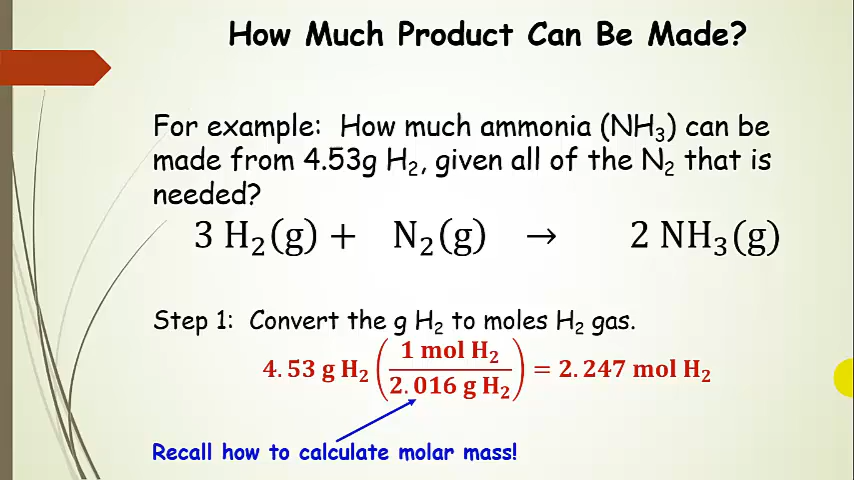 How Much Product Can Be Made?
For example: How much ammonia (NH₃) can be
made from 4.53g H₂, given all of the N₂ that is
needed?
3 H₂(g) + N₂(g) → 2 NH₃(g)
Step 1: Convert the g H₂ to moles H₂ gas.
4.53 g H₂ (1 mol H₂ / 2.016 g H₂) = 2.247 mol H₂
Recall how to calculate molar mass!